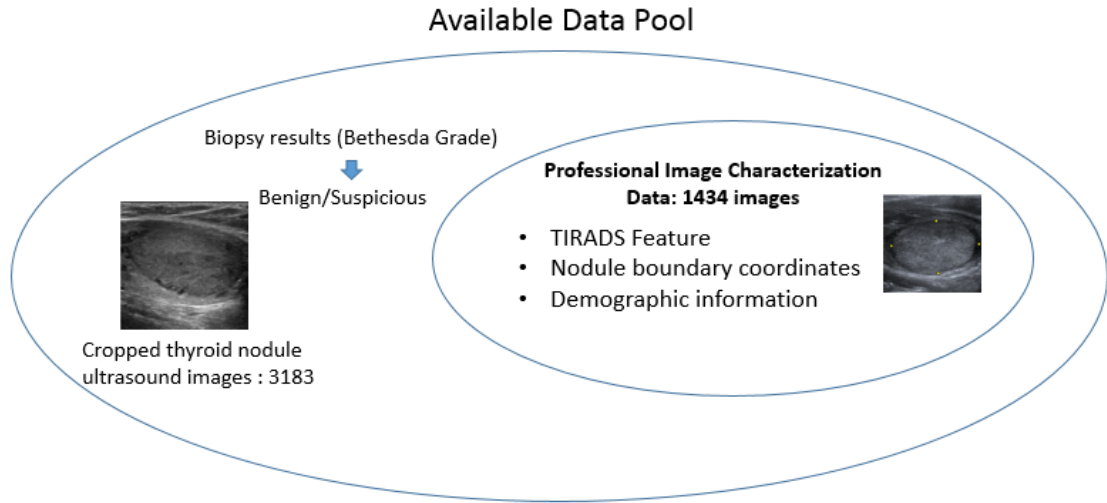 Available Data Pool
Biopsy results (Bethesda Grade)
Benign/Suspicious
Cropped thyroid nodule
ultrasound images : 3183
Professional Image Characterization
Data: 1434 images
• TIRADS Feature
• Nodule boundary coordinates
• Demographic information